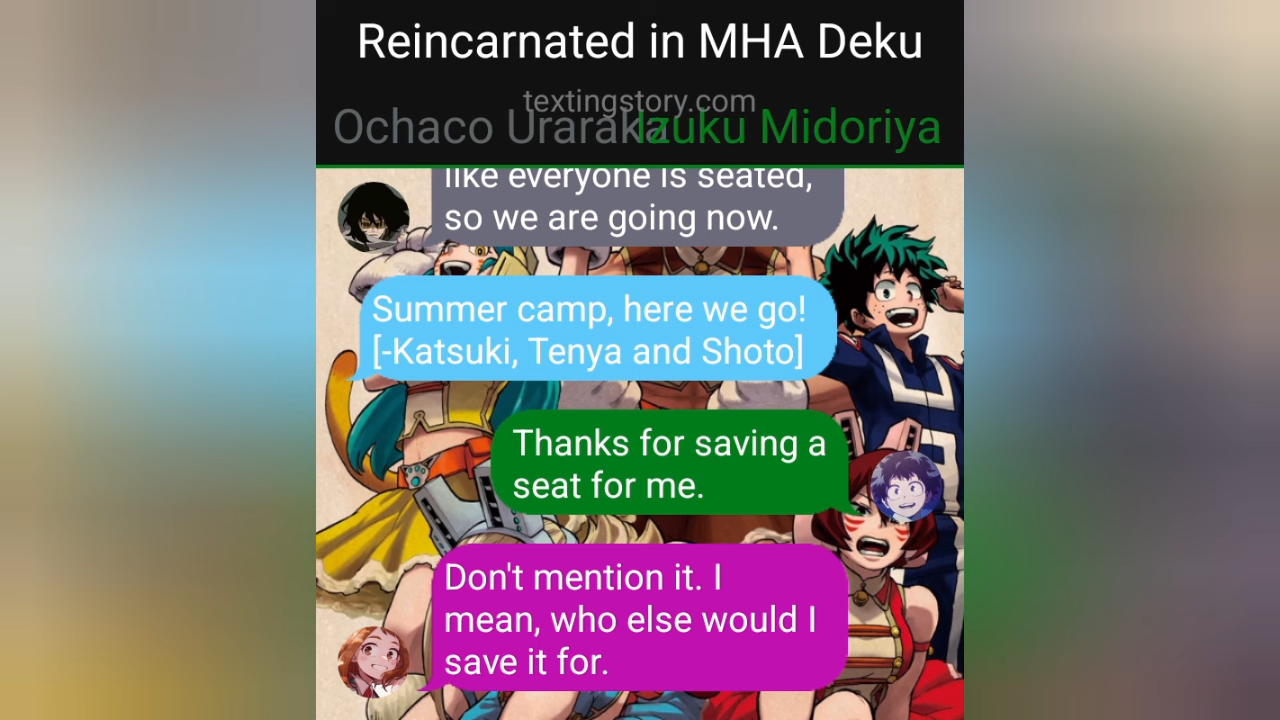 Reincarnated in MHA Deku
textingstory.com
Ochaco Uraraka
Izuku Midoriya
like everyone is seated,
so we are going now.
Summer camp, here we go!
[-Katsuki, Tenya and Shoto]
Thanks for saving a
seat for me.
Don't mention it. I
mean, who else would I
save it for.